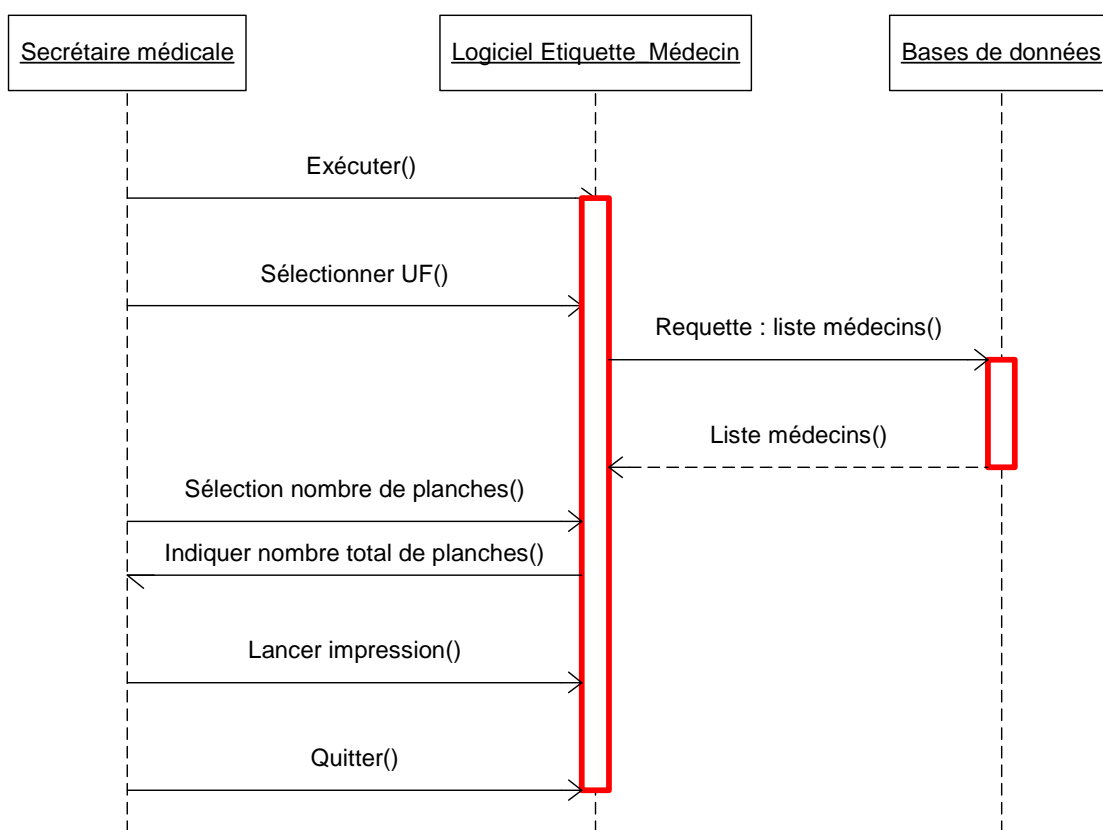 Secrétaire médicale
Logiciel Etiquette_Médecin
Bases de données
Exécuter()
Sélectionner UF()
Requette : liste médecins()
Liste médecins()
Sélection nombre de planches()
Indiquer nombre total de planches()
Lancer impression()
Quitter()